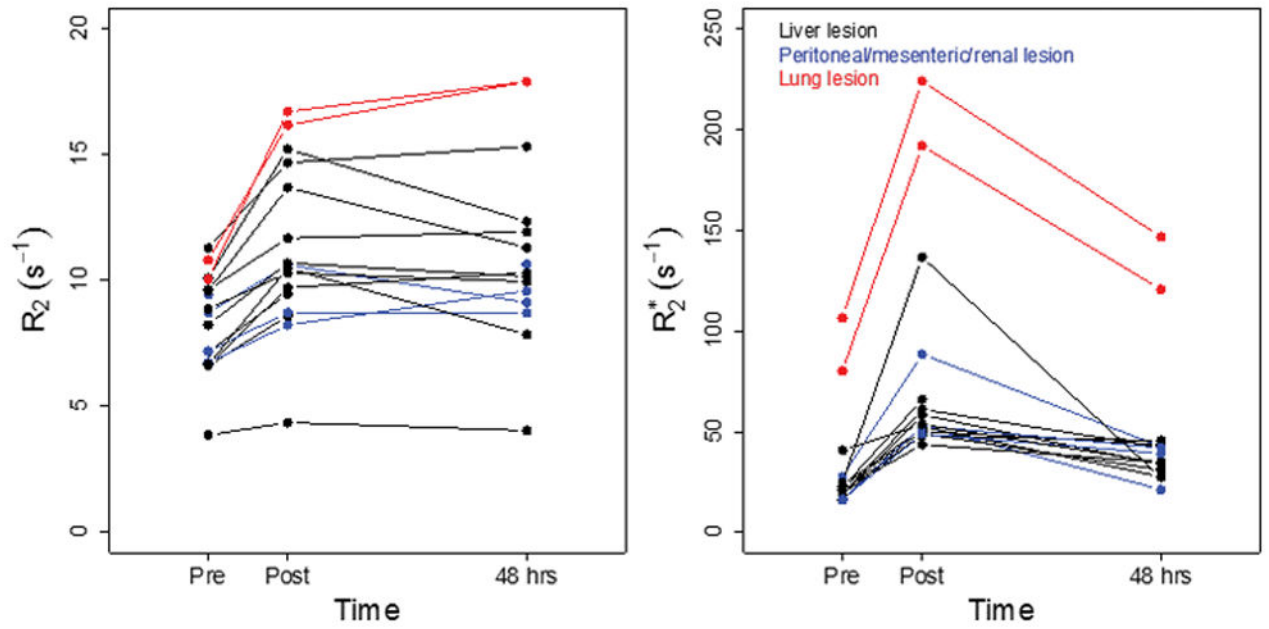 20
15
10
5
0
R₂ (s⁻¹)
Pre Post 48 hrs
Time
250
200
150
100
50
0
R₂* (s⁻¹)
Liver lesion
Peritoneal/mesenteric/renal lesion
Lung lesion
Pre Post 48 hrs
Time